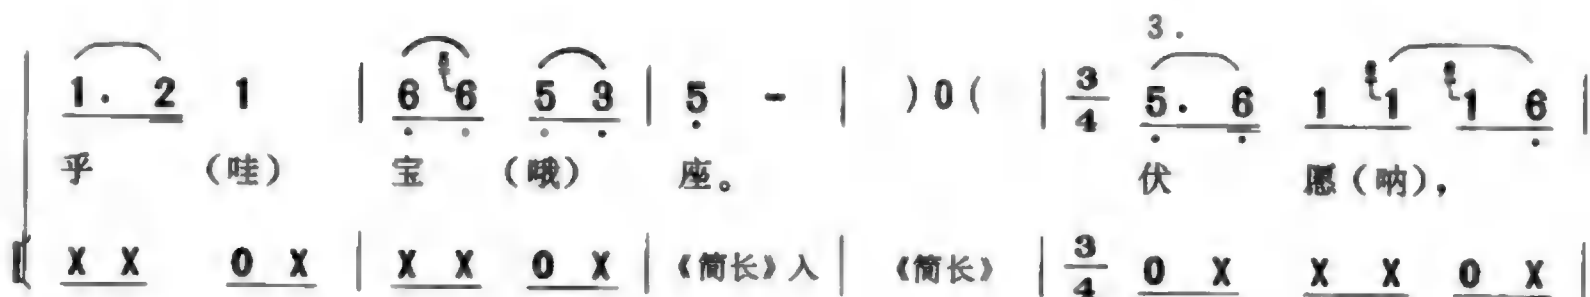 3.
1. 2 1 | 6 6 5 3 | 5 - | ) 0 ( | 3/4 5. 6 1 1 1 6 |
乎 (哇) 宝 (哦) 座。 伏 愿(呐),
X X 0 X | X X 0 X | 《简长》入 | 《简长》 | 3/4 0 X X X 0 X |